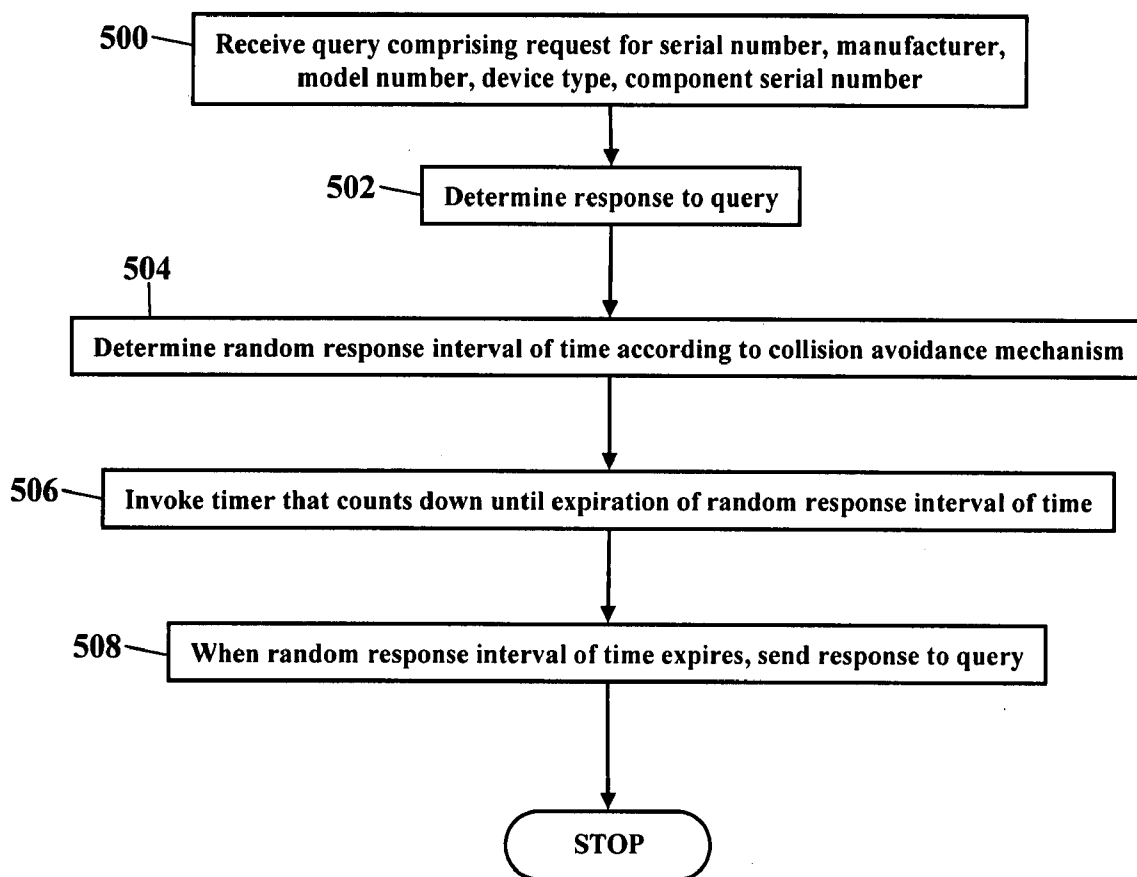 500
Receive query comprising request for serial number, manufacturer,
model number, device type, component serial number
502
Determine response to query
504
Determine random response interval of time according to collision avoidance mechanism
506
Invoke timer that counts down until expiration of random response interval of time
508
When random response interval of time expires, send response to query
STOP